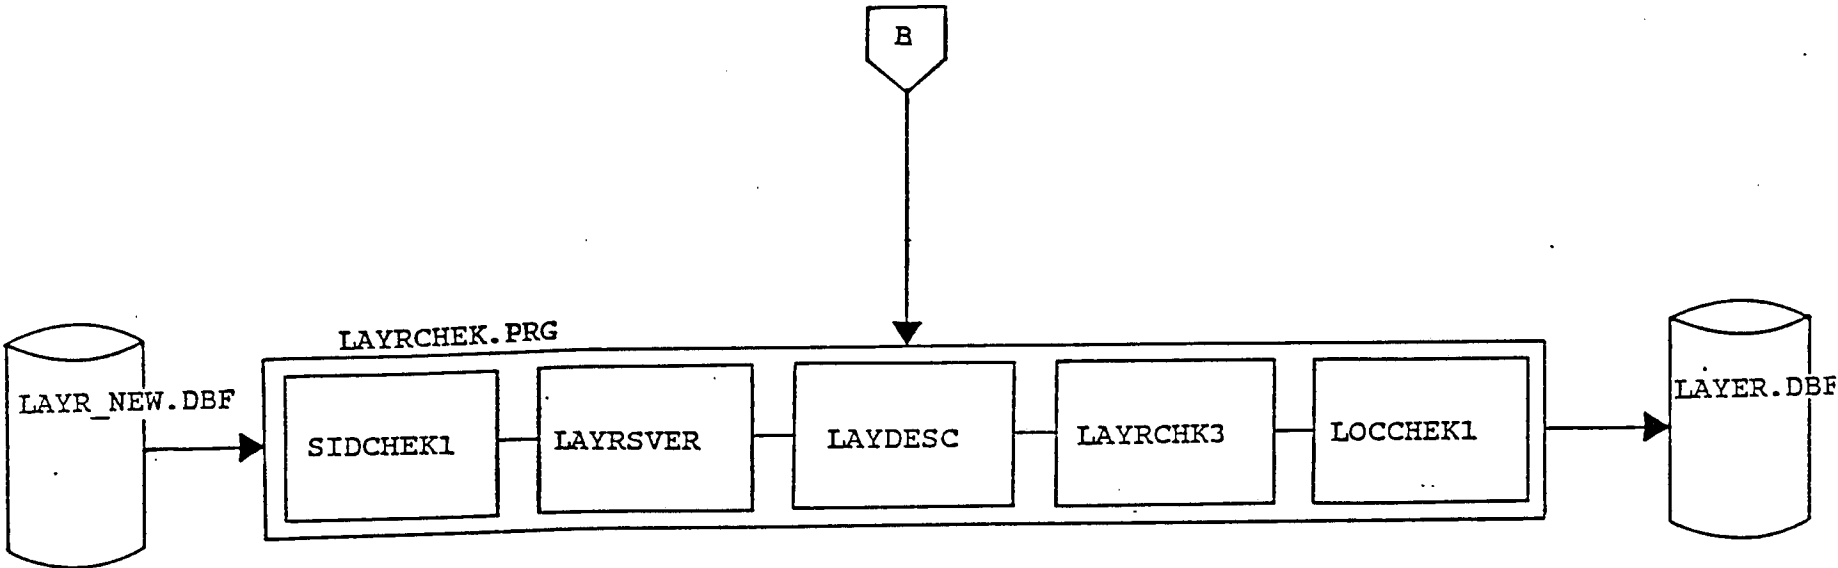 B
LAYRCHEK.PRG
LAYR_NEW.DBF
SIDCHEK1
LAYRSVER
LAYDESC
LAYRCHK3
LOCCHEK1
LAYER.DBF